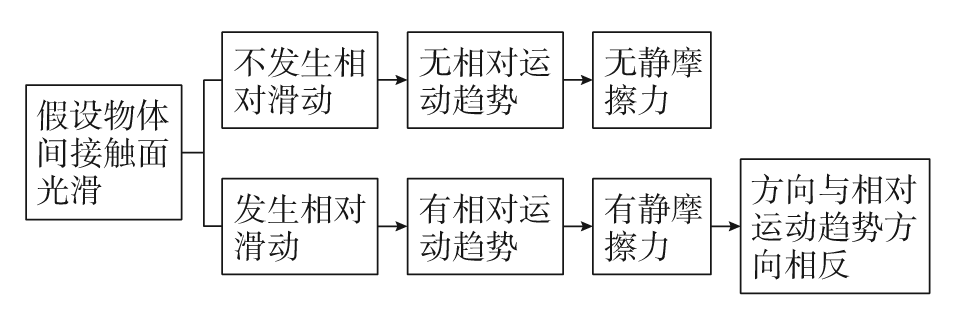 假设物体
间接触面
光滑
不发生相
对滑动
无相对运
动趋势
无静摩
擦力
发生相对
滑动
有相对运
动趋势
有静摩
擦力
方向与相对
运动趋势方
向相反